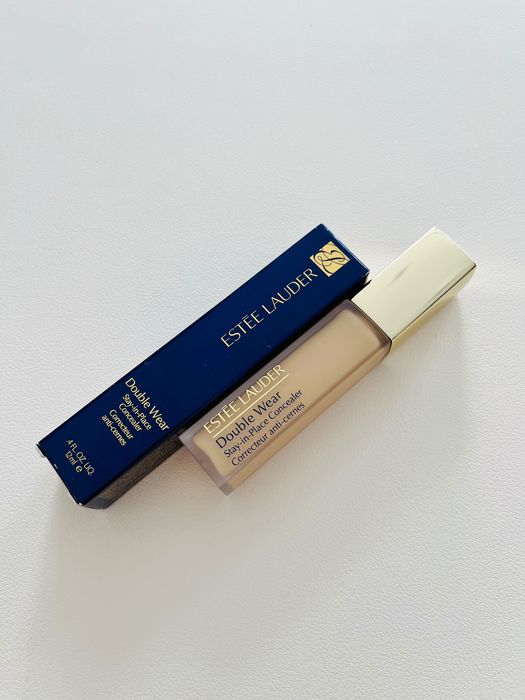 ESTĒE LAUDER
Double Wear
Stay-in-Place
Concealer
Correcteur
anti-cernes
.4 FL. OZ. LIQ.
12ml e
ESTĒE LAUDER
Double Wear
Stay-in-Place Concealer
Correcteur anti-cernes